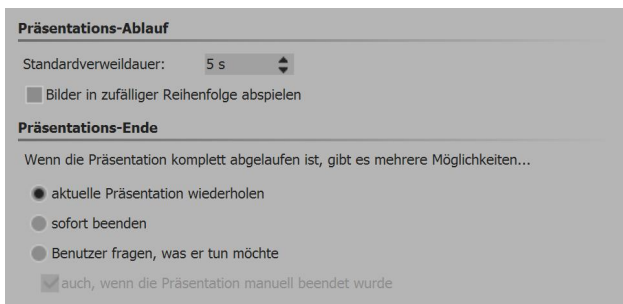 Präsentations-Ablauf
Standardverweildauer: 5 s
Bilder in zufälliger Reihenfolge abspielen
Präsentations-Ende
Wenn die Präsentation komplett abgelaufen ist, gibt es mehrere Möglichkeiten...
aktuelle Präsentation wiederholen
sofort beenden
Benutzer fragen, was er tun möchte
auch, wenn die Präsentation manuell beendet wurde